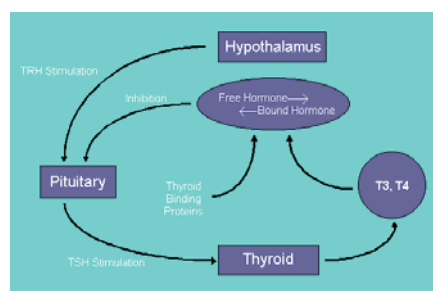 Hypothalamus
TRH Stimulation
Inhibition
Free Hormone
Bound Hormone
Pituitary
Thyroid
Binding
Proteins
T3, T4
TSH Stimulation
Thyroid